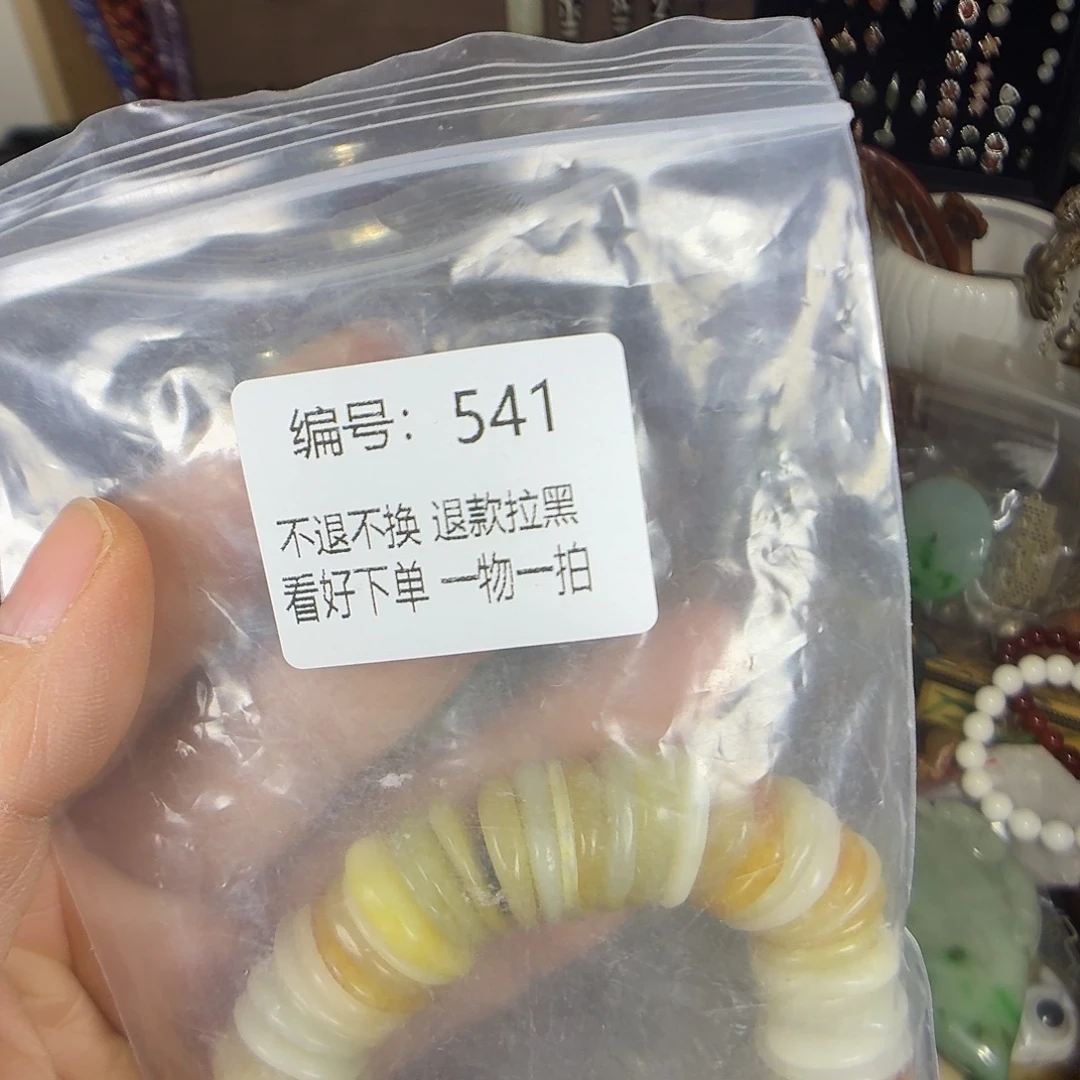 编号：541
不退不换 退款拉黑
看好下单 一物一拍